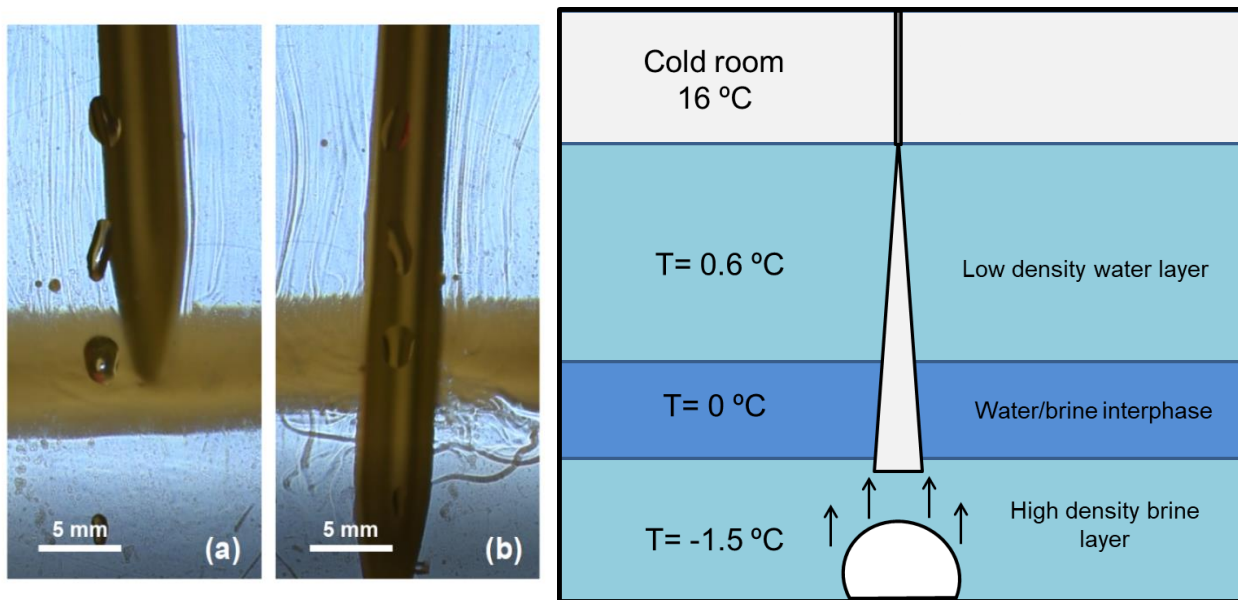 5 mm
(a)
5 mm
(b)
Cold room
16 ºC
T= 0.6 ºC
Low density water layer
T= 0 ºC
Water/brine interphase
T= -1.5 ºC
High density brine
layer